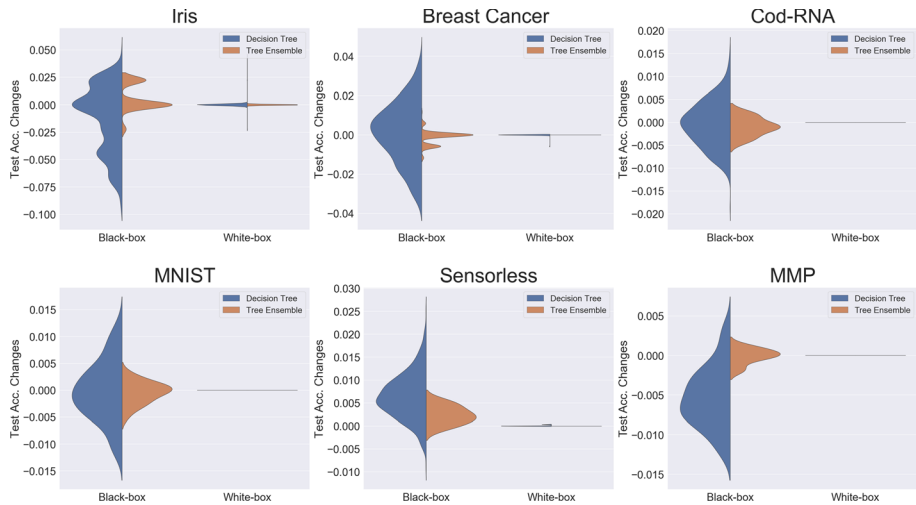 Iris
Test Acc. Changes
0.050
0.025
0.000
−0.025
−0.050
−0.075
−0.100
Decision Tree
Tree Ensemble
Black-box White-box
Breast Cancer
Test Acc. Changes
0.04
0.02
0.00
−0.02
−0.04
Decision Tree
Tree Ensemble
Black-box White-box
Cod-RNA
Test Acc. Changes
0.020
0.015
0.010
0.005
0.000
−0.005
−0.010
−0.015
−0.020
Decision Tree
Tree Ensemble
Black-box White-box
MNIST
Test Acc. Changes
0.015
0.010
0.005
0.000
−0.005
−0.010
−0.015
Decision Tree
Tree Ensemble
Black-box White-box
Sensorless
Test Acc. Changes
0.030
0.025
0.020
0.015
0.010
0.005
0.000
−0.005
−0.010
Decision Tree
Tree Ensemble
Black-box White-box
MMP
Test Acc. Changes
0.005
0.000
−0.005
−0.010
−0.015
Decision Tree
Tree Ensemble
Black-box White-box